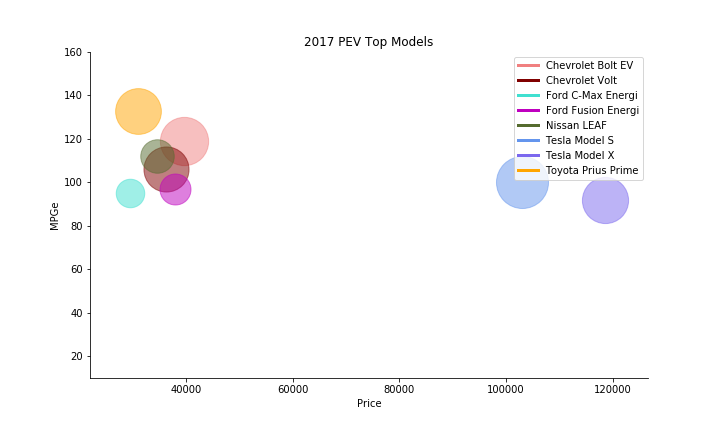 2017 PEV Top Models
160
140
120
100
80
60
40
20
MPGe
Chevrolet Bolt EV
Chevrolet Volt
Ford C-Max Energi
Ford Fusion Energi
Nissan LEAF
Tesla Model S
Tesla Model X
Toyota Prius Prime
40000 60000 80000 100000 120000
Price